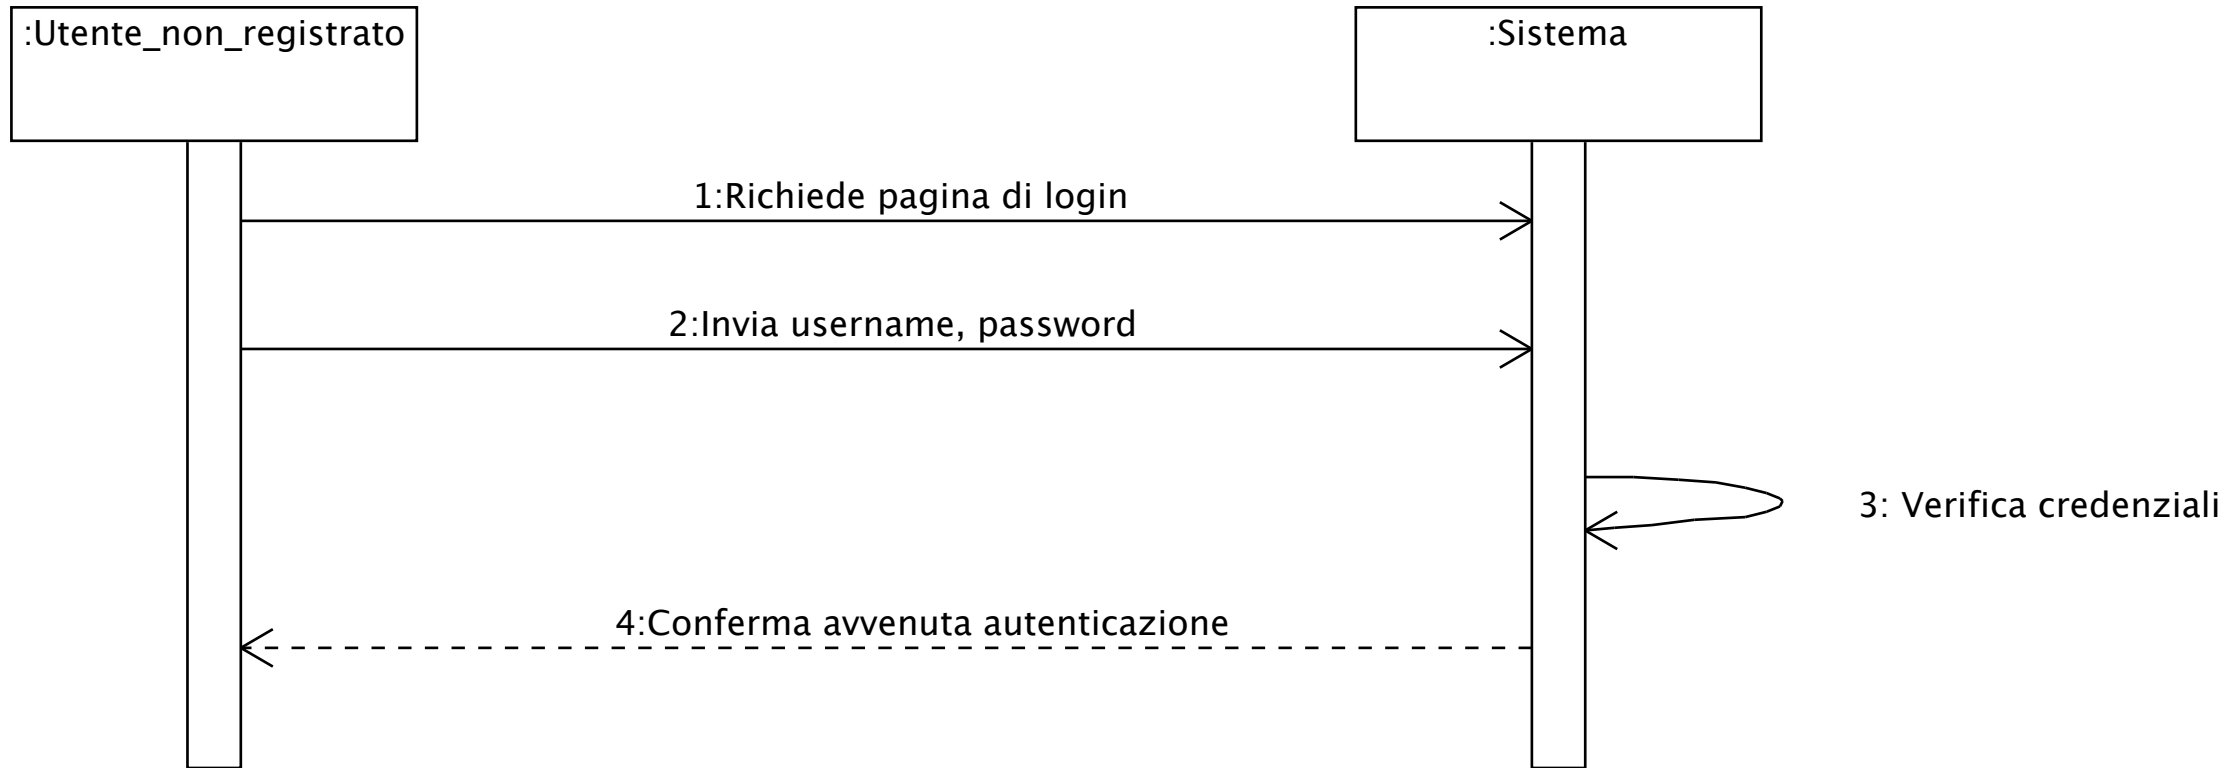 :Utente_non_registrato
:Sistema
1:Richiede pagina di login
2:Invia username, password
3: Verifica credenziali
4:Conferma avvenuta autenticazione